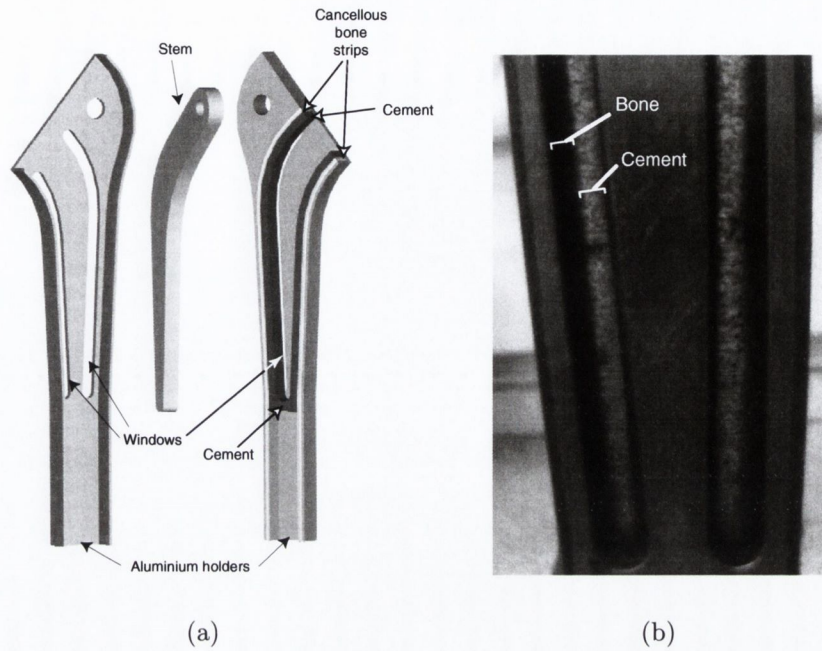 Cancellous
bone
strips
Stem
Cement
Windows
Cement
Aluminium holders
(a)
Bone
Cement
(b)